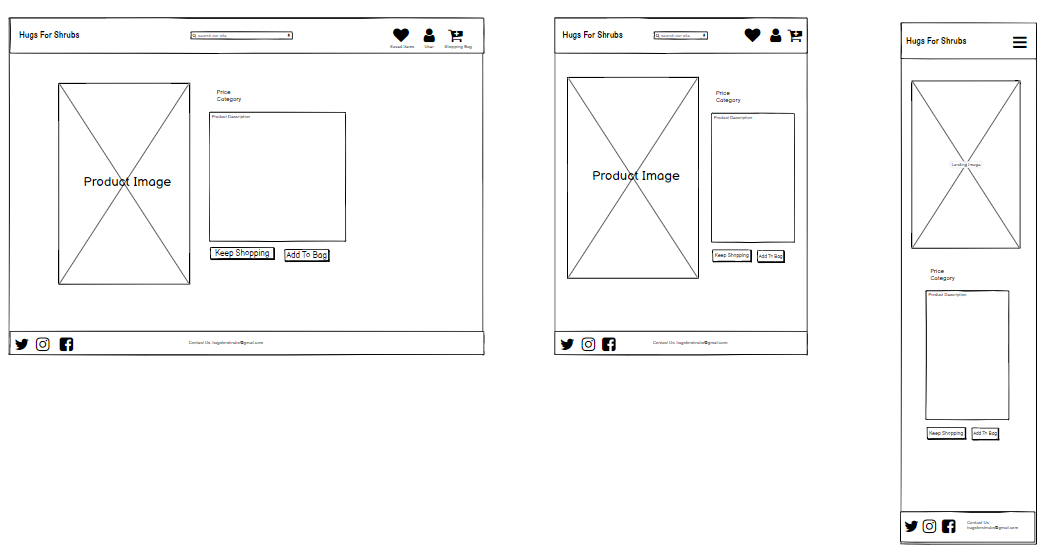 Hugs For Shrubs
search our site
Saved Items
User
Shopping Bag
Price
Category
Product Description
Product Image
Keep Shopping
Add To Bag
Contact Us: hugsforshrubs@gmail.com
Hugs For Shrubs
search our site
Price
Category
Product Description
Product Image
Keep Shopping
Add To Bag
Contact Us: hugsforshrubs@gmail.com
Hugs For Shrubs
Landing Image
Price
Category
Product Description
Keep Shopping
Add To Bag
Contact Us:
hugsforshrubs@gmail.com